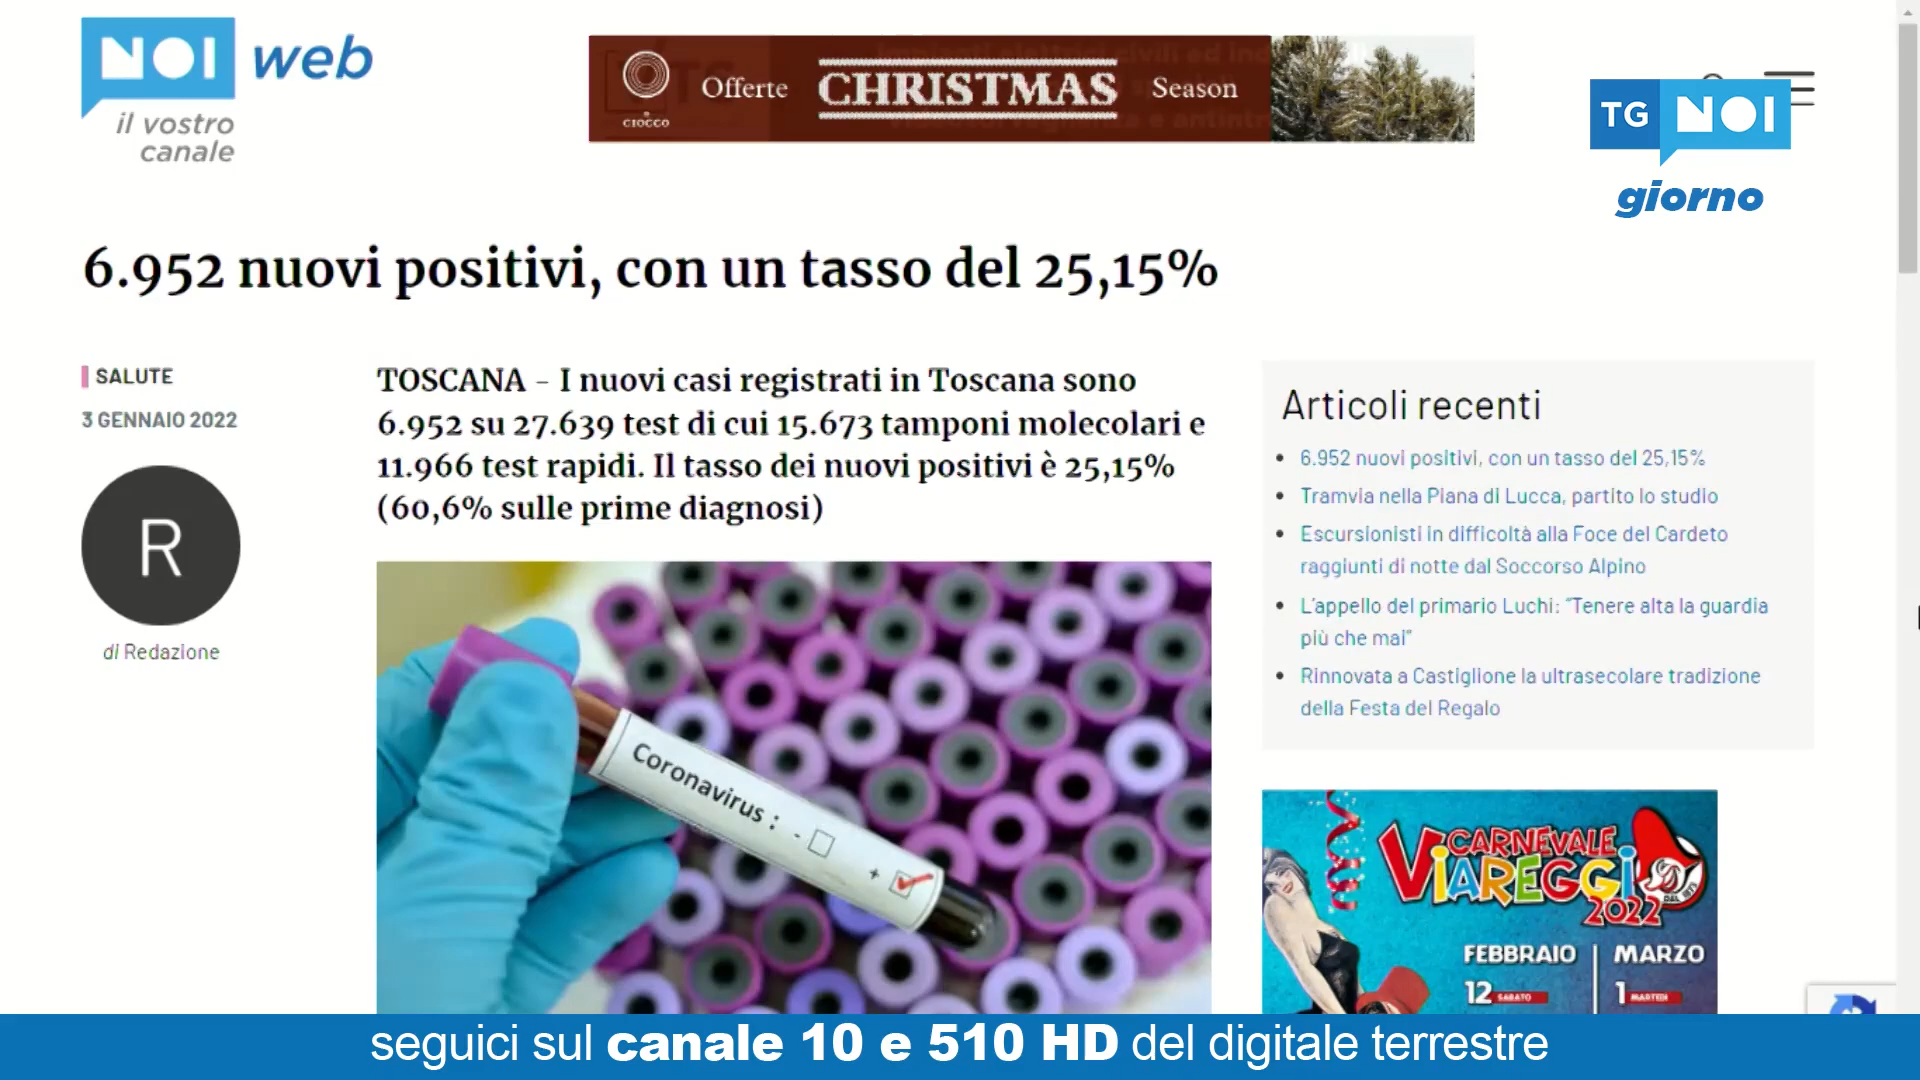 NOI web
il vostro
canale
CIOCCO
Offerte CHRISTMAS Season
TG NOI
giorno
6.952 nuovi positivi, con un tasso del 25,15%
SALUTE
3 GENNAIO 2022
R
di Redazione
TOSCANA – I nuovi casi registrati in Toscana sono
6.952 su 27.639 test di cui 15.673 tamponi molecolari e
11.966 test rapidi. Il tasso dei nuovi positivi è 25,15%
(60,6% sulle prime diagnosi)
Coronavirus : -
+
Articoli recenti
6.952 nuovi positivi, con un tasso del 25,15%
Tramvia nella Piana di Lucca, partito lo studio
Escursionisti in difficoltà alla Foce del Cardeto
raggiunti di notte dal Soccorso Alpino
L'appello del primario Luchi: "Tenere alta la guardia
più che mai"
Rinnovata a Castiglione la ultrasecolare tradizione
della Festa del Regalo
CARNEVALE
VIAREGGIO
2022
FEBBRAIO
12 SABATO
MARZO
1 MARTEDÌ
seguici sul canale 10 e 510 HD del digitale terrestre